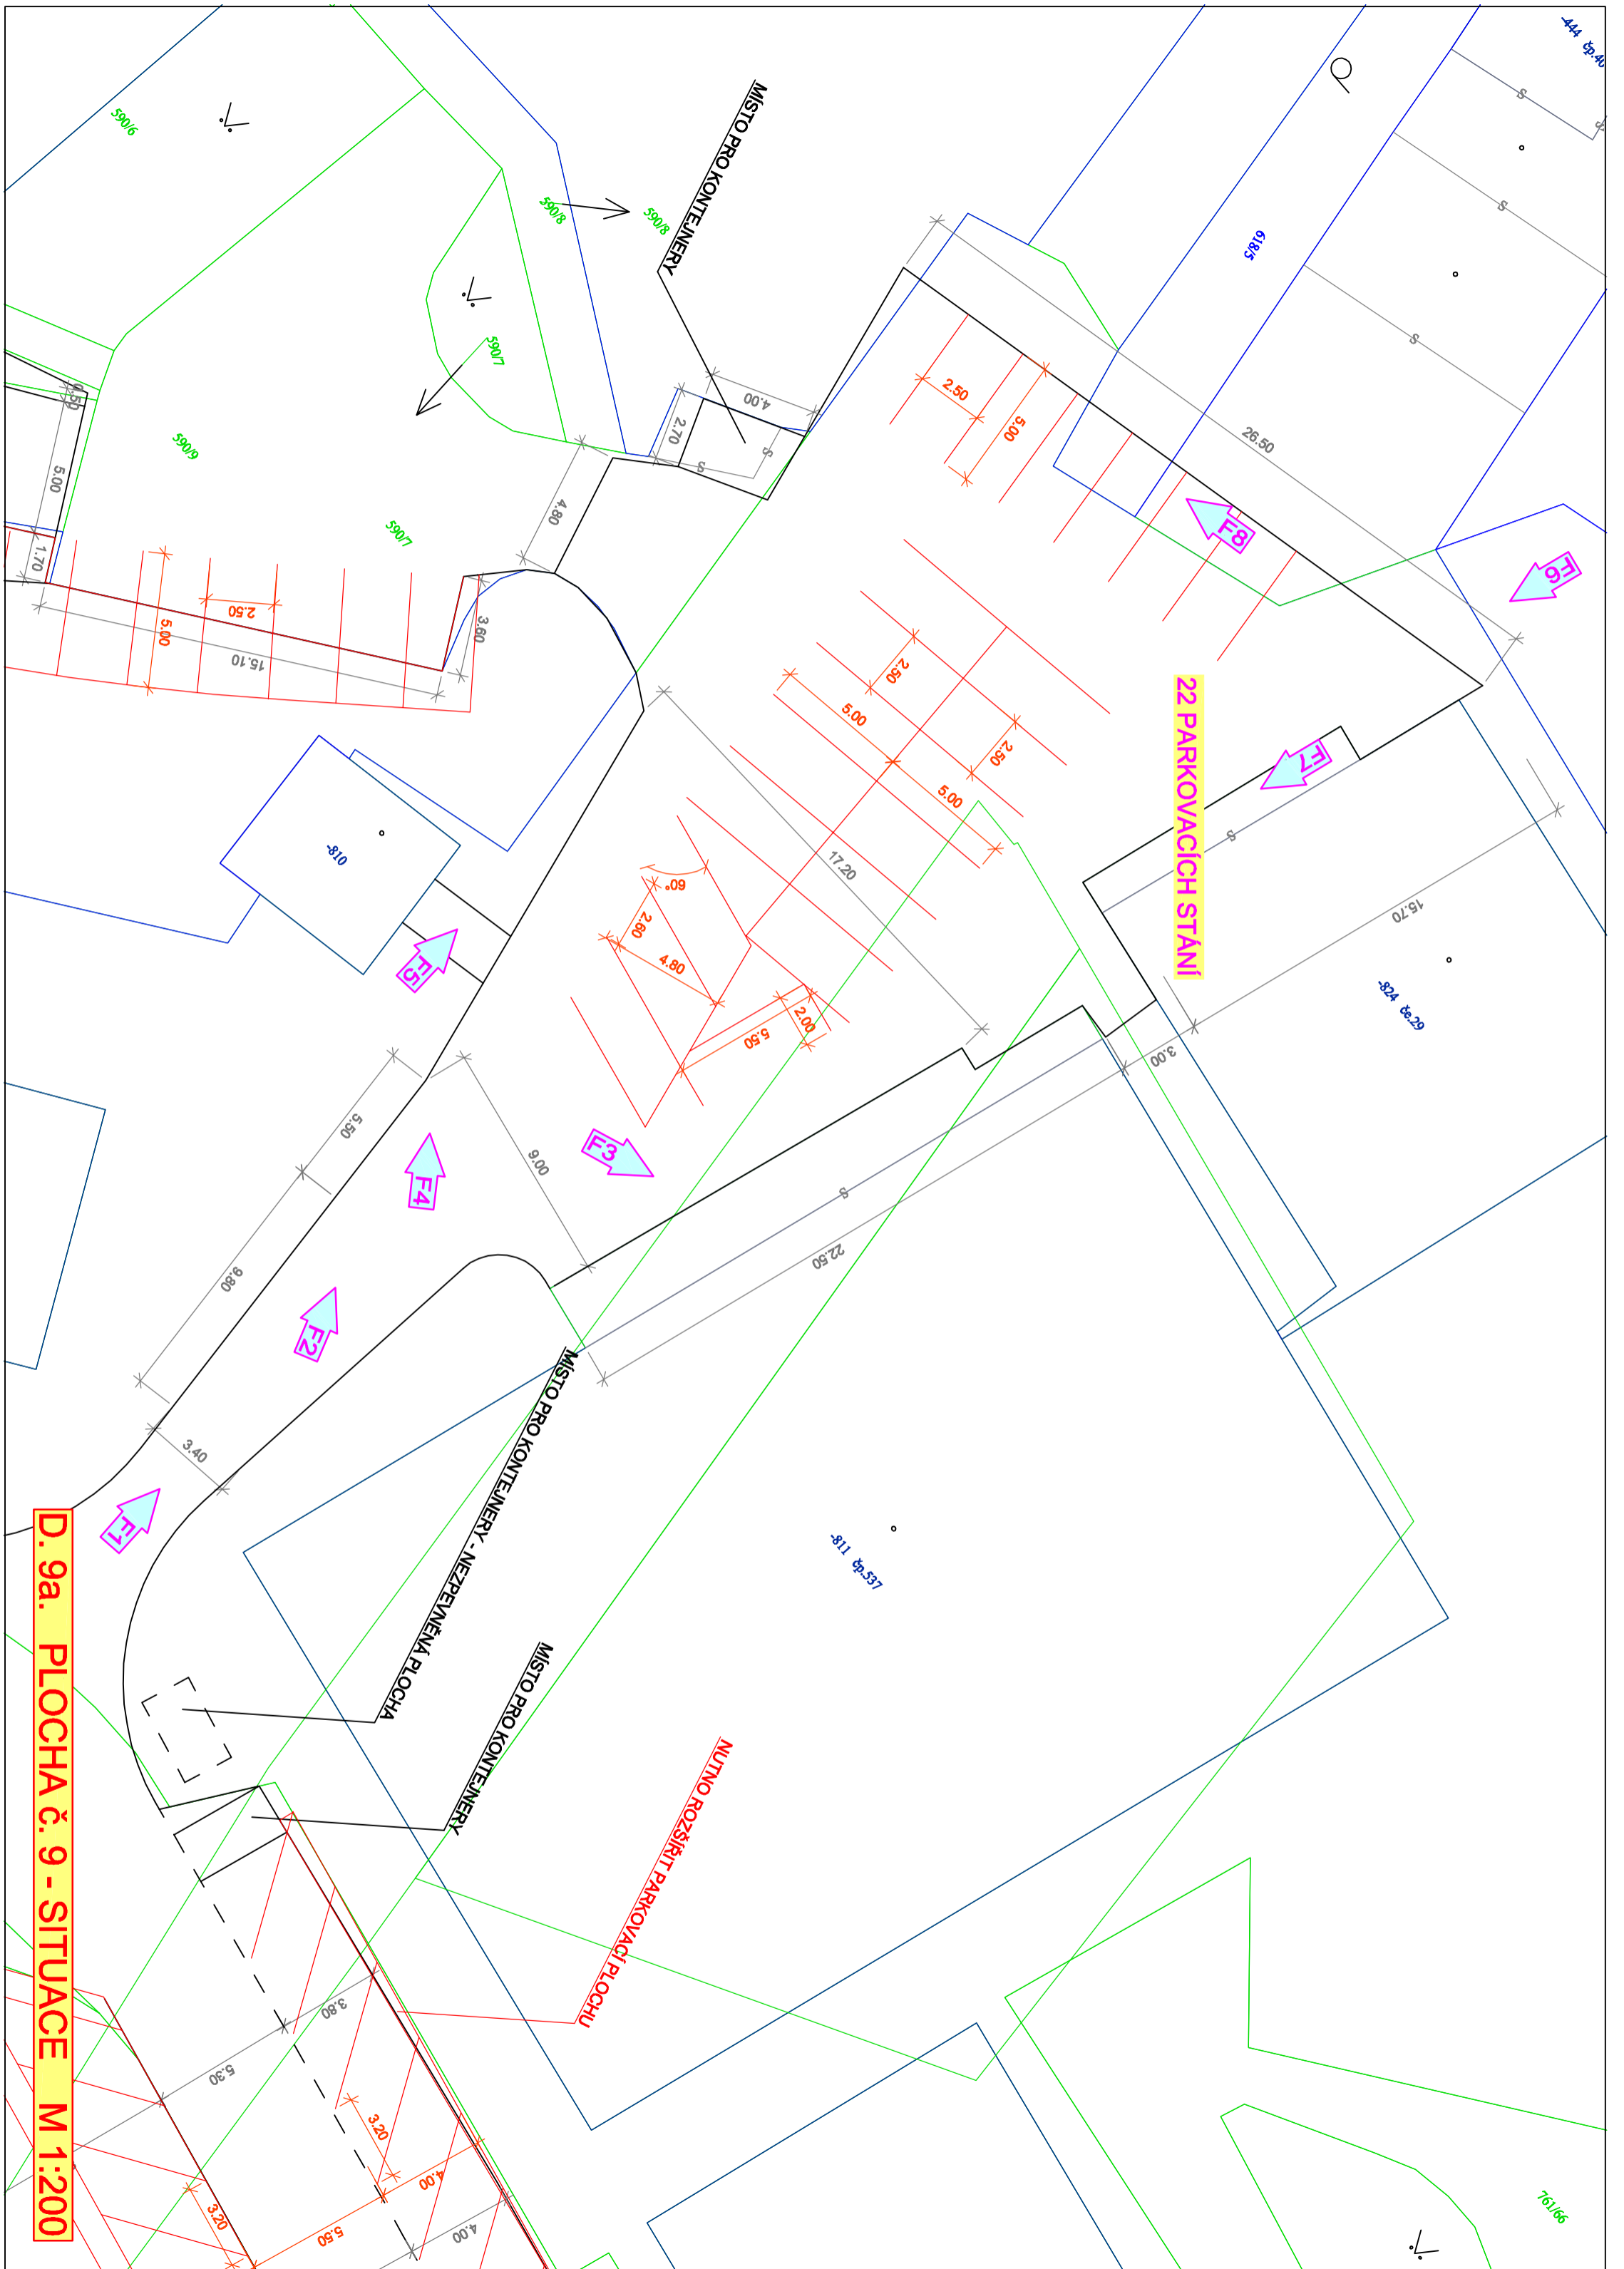 -444 čp.40
S
S
590/6
MÍSTO PRO KONTEJNERY
590/8
590/8
618/5
S
S
590/7
0.50
2.50
5.00
4.00
2.70
S
S
26.50
590/9
5.00
4.80
590/7
F8
F9
1.70
2.50
5.00
15.10
3.60
2.50
5.00
2.50
5.00
22 PARKOVACÍCH STÁNÍ
F7
S
-810
17.20
60°
2.60
4.80
15.70
F5
2.00
5.50
-824 če.29
3.00
5.50
9.00
F3
F4
S
22.50
9.80
F2
MÍSTO PRO KONTEJNERY - NEZPEVNĚNÁ PLOCHA
3.40
F1
-811 čp.537
MÍSTO PRO KONTEJNERY
NUTNO ROZŠÍŘIT PARKOVACÍ PLOCHU
3.80
5.30
3.20
4.00
3.20
5.50
4.00
761/66
D. 9a. PLOCHA č. 9 - SITUACE M 1:200